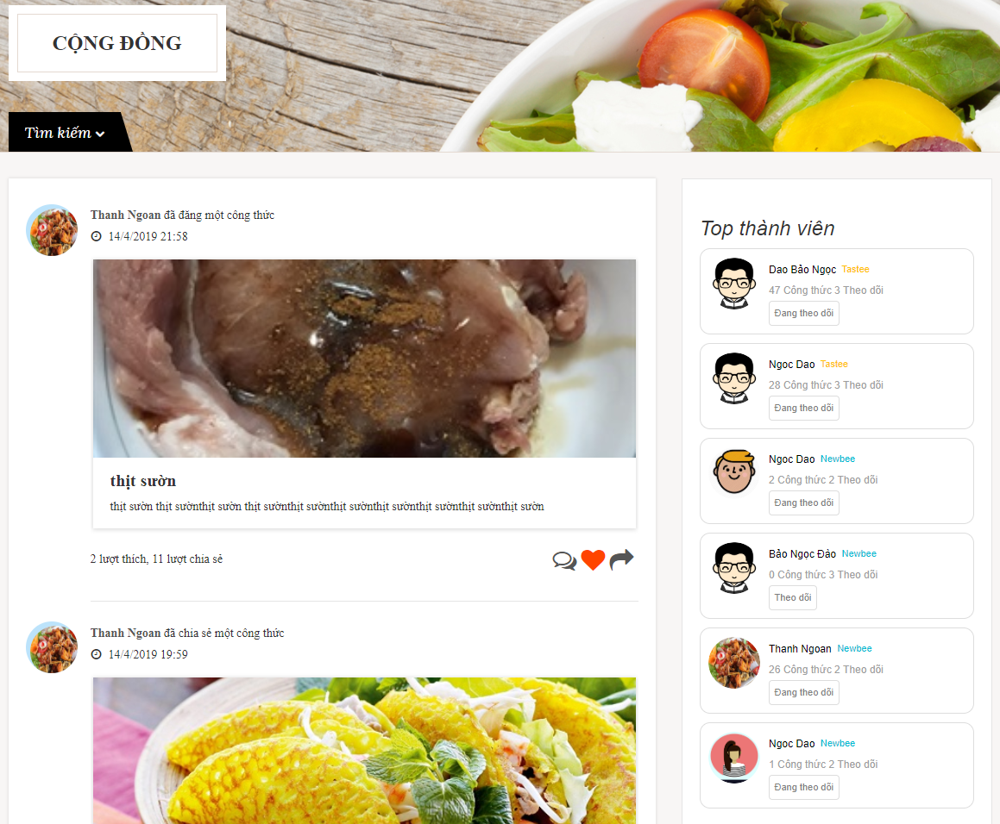 CỘNG ĐỒNG
Tìm kiếm
Thanh Ngoan đã đăng một công thức
14/4/2019 21:58
thịt sườn
thịt sườn thịt sườnthịt sườn thịt sườnthịt sườnthịt sườnthịt sườnthịt sườnthịt sườnthịt sườn
2 lượt thích, 11 lượt chia sẻ
Thanh Ngoan đã chia sẻ một công thức
14/4/2019 19:59
Top thành viên
Dao Bảo Ngọc Tastee
47 Công thức 3 Theo dõi
Đang theo dõi
Ngoc Dao Tastee
28 Công thức 3 Theo dõi
Đang theo dõi
Ngoc Dao Newbee
2 Công thức 2 Theo dõi
Đang theo dõi
Bảo Ngọc Đào Newbee
0 Công thức 3 Theo dõi
Theo dõi
Thanh Ngoan Newbee
26 Công thức 2 Theo dõi
Đang theo dõi
Ngoc Dao Newbee
1 Công thức 2 Theo dõi
Đang theo dõi